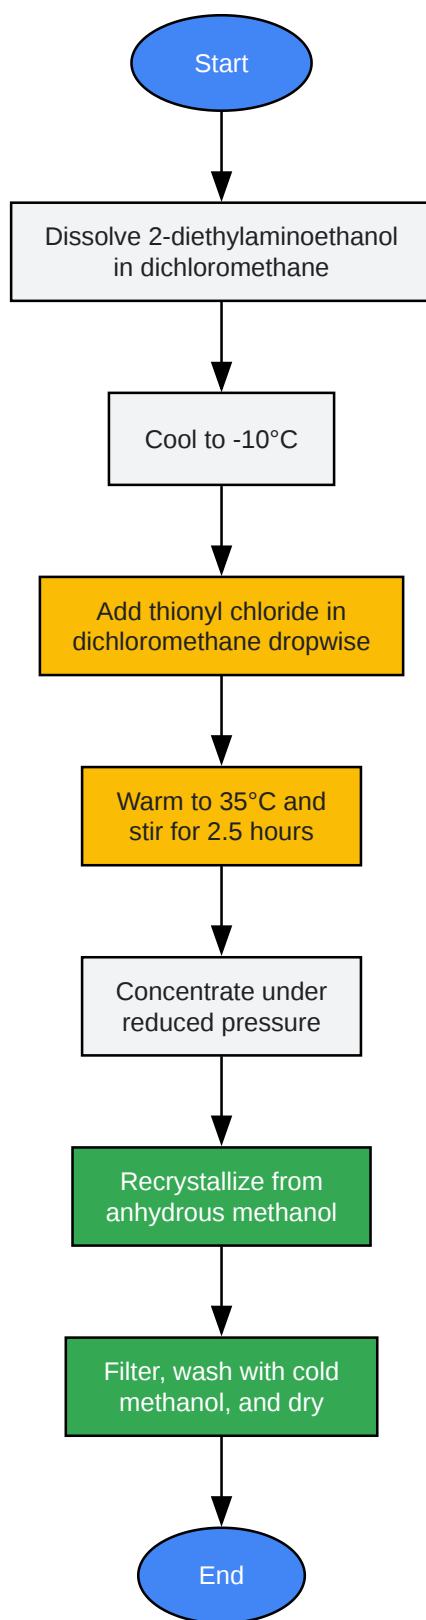 Start
Dissolve 2-diethylaminoethanol
in dichloromethane
Cool to -10°C
Add thionyl chloride in
dichloromethane dropwise
Warm to 35°C and
stir for 2.5 hours
Concentrate under
reduced pressure
Recrystallize from
anhydrous methanol
Filter, wash with cold
methanol, and dry
End